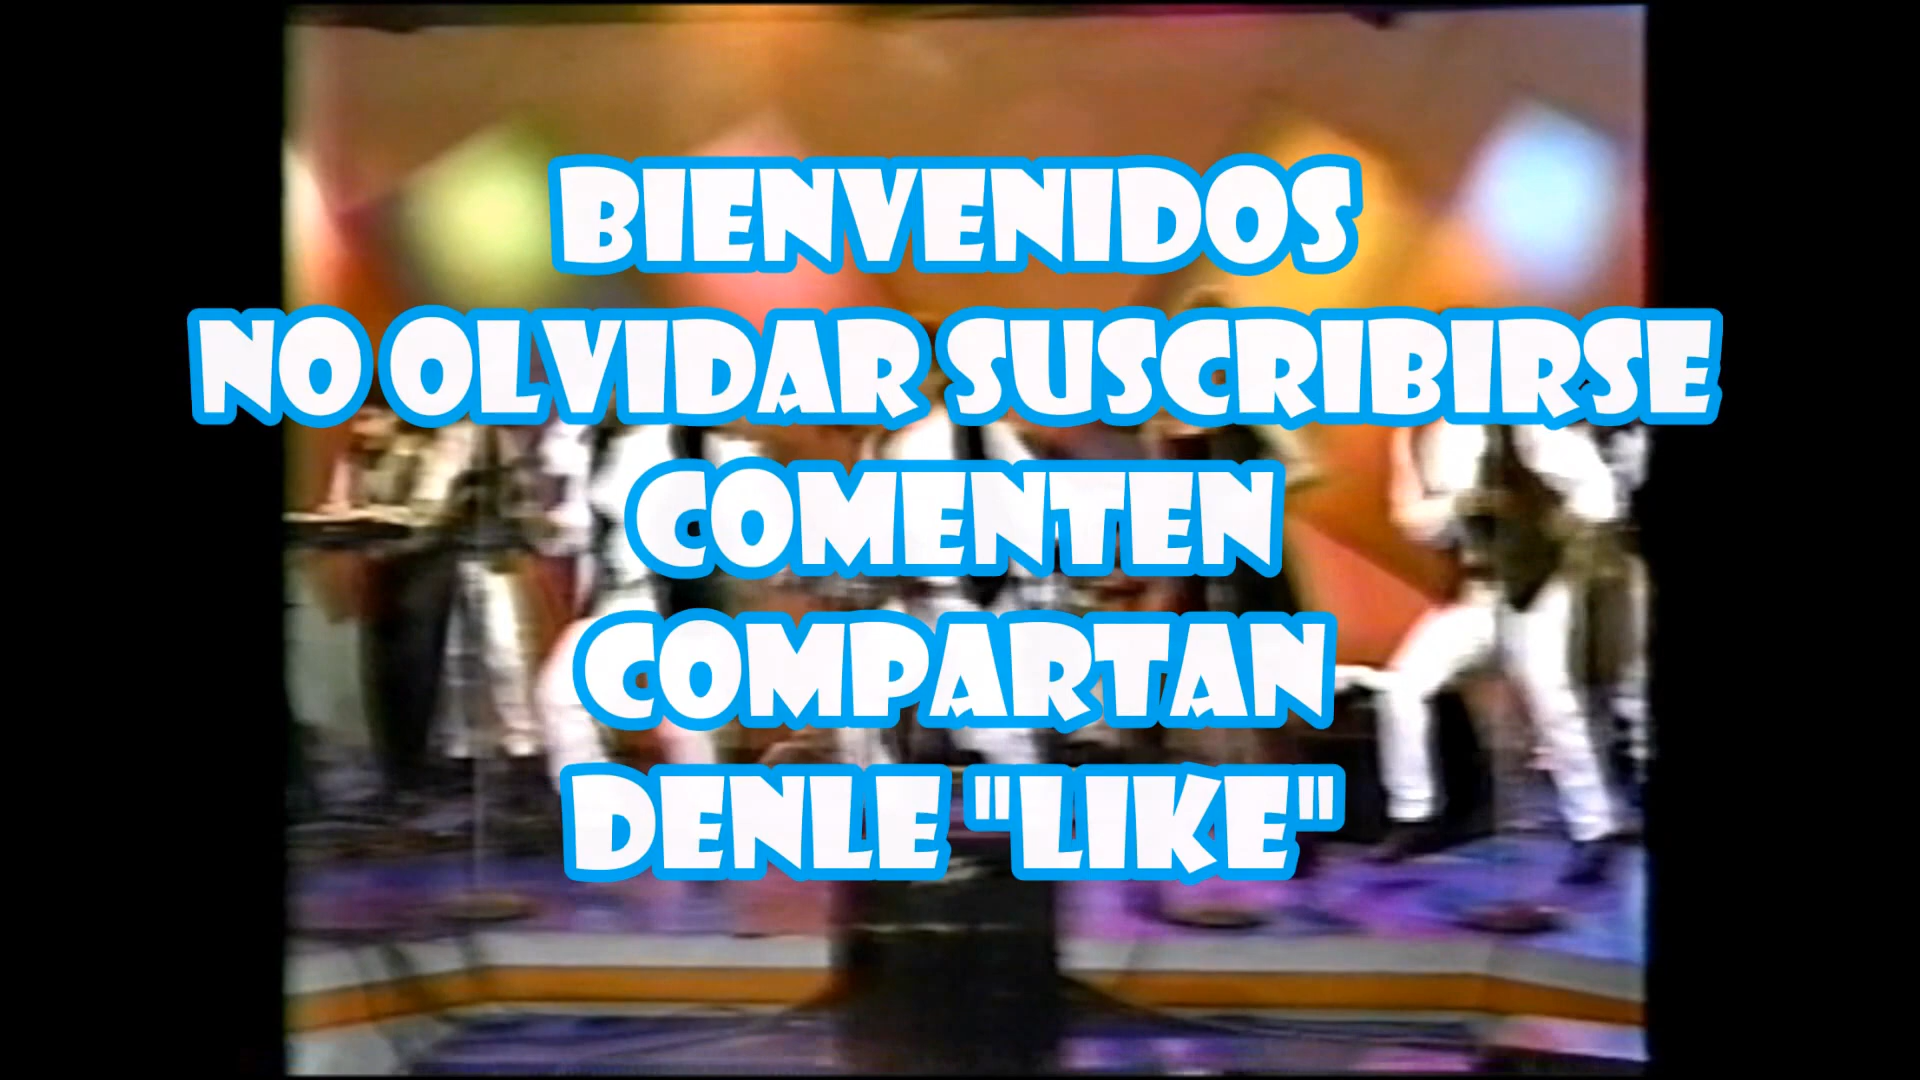 BIENVENIDOS
NO OLVIDAR SUSCRIBIRSE
COMENTEN
COMPARTAN
DENLE "LIKE"